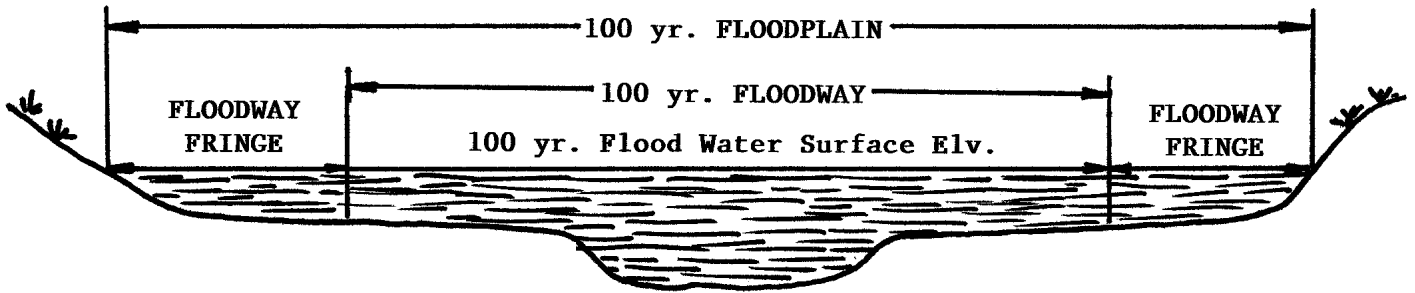 100 yr. FLOODPLAIN
100 yr. FLOODWAY
FLOODWAY
FRINGE
100 yr. Flood Water Surface Elv.
FLOODWAY
FRINGE